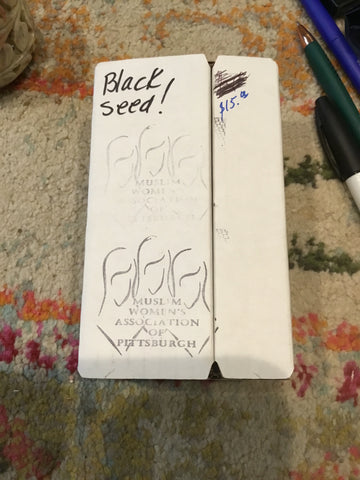 Black
seed!
$15.00
MUSLIM
WOMEN'S
ASSOCIATION
OF
PITTSBURGH
MUSLIM
WOMEN'S
ASSOCIATION
OF
PITTSBURGH